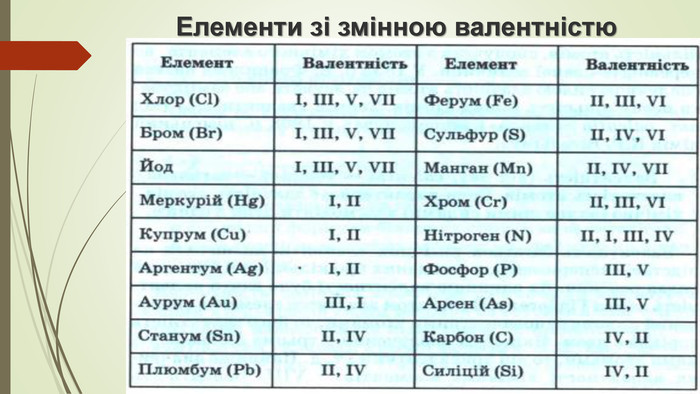 Елементи зі змінною валентністю
Елемент Валентність Елемент Валентність
Хлор (Cl) I, III, V, VII Ферум (Fe) II, III, VI
Бром (Br) I, III, V, VII Сульфур (S) II, IV, VI
Йод I, III, V, VII Манган (Mn) II, IV, VII
Меркурій (Hg) I, II Хром (Cr) II, III, VI
Купрум (Cu) I, II Нітроген (N) II, I, III, IV
Аргентум (Ag) I, II Фосфор (P) III, V
Аурум (Au) III, I Арсен (As) III, V
Станум (Sn) II, IV Карбон (C) IV, II
Плюмбум (Pb) II, IV Силіцій (Si) IV, II